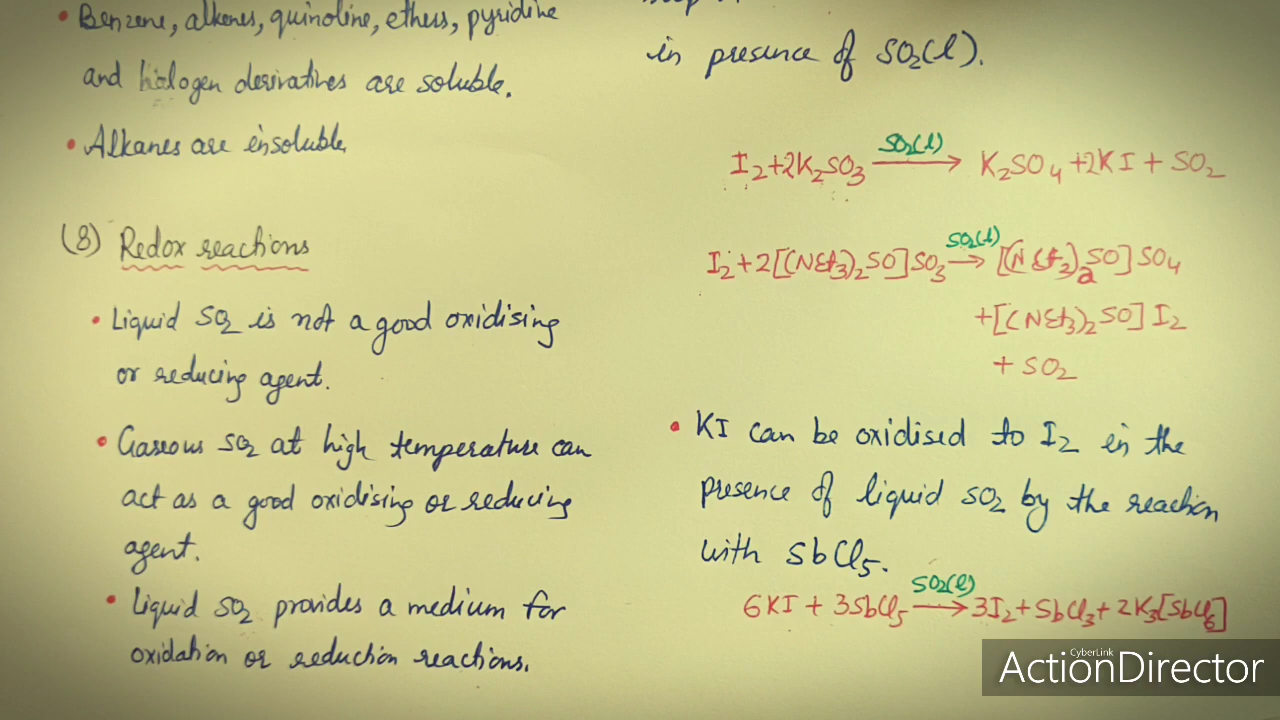 • Benzene, alkenes, quinoline, ethers, pyridine
and halogen derivatives are soluble.
• Alkanes are insoluble
(8) Redox reactions
• Liquid SO₂ is not a good oxidising
or reducing agent.
• Gaseous SO₂ at high temperature can
act as a good oxidising or reducing
agent.
• Liquid SO₂ provides a medium for
oxidation or reduction reactions.
in presence of SO₂(l).
SO₂(l)
I₂+2K₂SO₃ ⟶ K₂SO₄+2KI+SO₂
SO₂(l)
I₂+2[(NEt₃)₂SO]SO₃ ⟶ [(NEt₃)₂SO]SO₄
+[(NEt₃)₂SO]I₂
+ SO₂
• KI can be oxidised to I₂ in the
presence of liquid SO₂ by the reaction
with SbCl₅.
SO₂(l)
6KI + 3SbCl₅ ⟶ 3I₂+SbCl₃+2K₃[SbCl₆]
CyberLink
ActionDirector